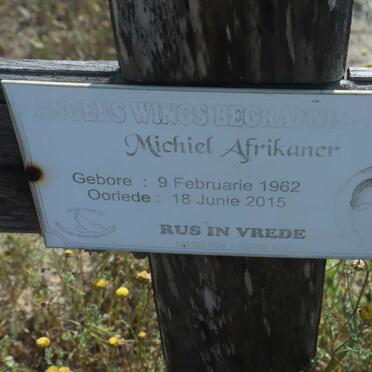 ANGELS WINGS BEGRAFNIS
Michiel Afrikaner
Gebore : 9 Februarie 1962
Oorlede : 18 Junie 2015
RUS IN VREDE